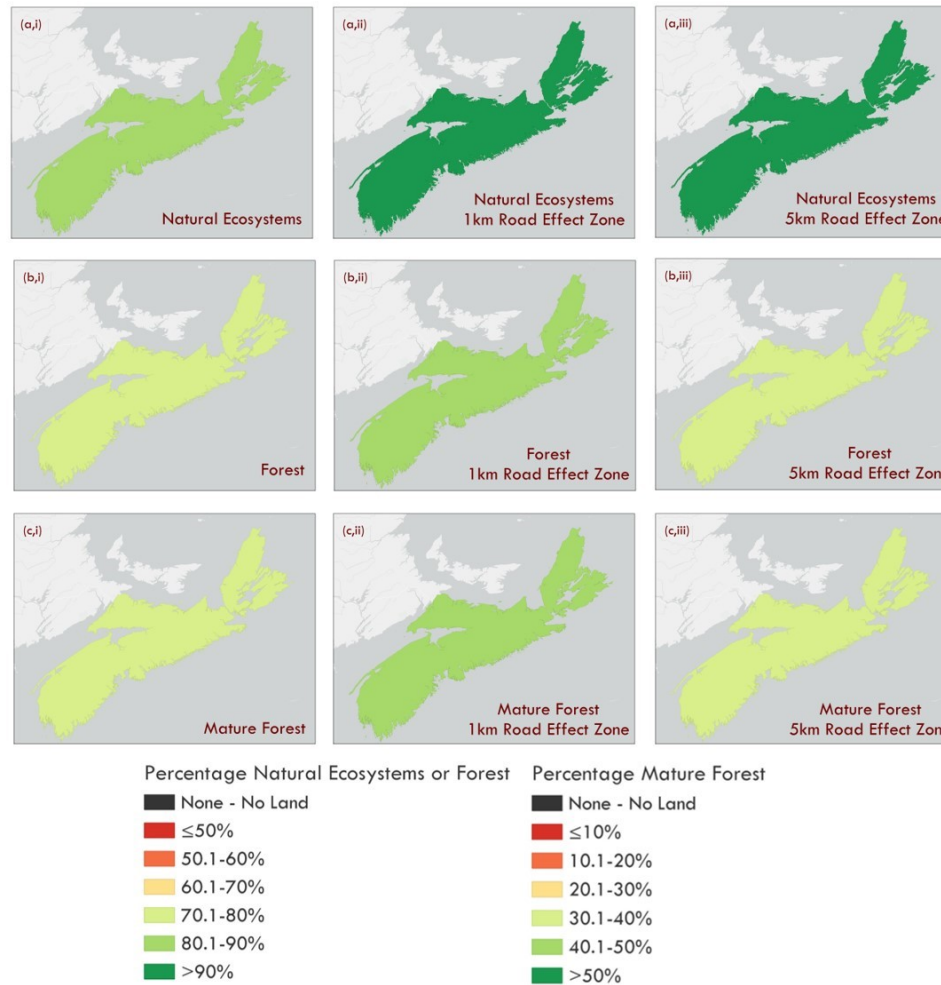 (a,i)
Natural Ecosystems
(a,ii)
Natural Ecosystems
1km Road Effect Zone
(a,iii)
Natural Ecosystems
5km Road Effect Zone
(b,i)
Forest
(b,ii)
Forest
1km Road Effect Zone
(b,iii)
Forest
5km Road Effect Zone
(c,i)
Mature Forest
(c,ii)
Mature Forest
1km Road Effect Zone
(c,iii)
Mature Forest
5km Road Effect Zone
Percentage Natural Ecosystems or Forest
None - No Land
≤50%
50.1-60%
60.1-70%
70.1-80%
80.1-90%
>90%
Percentage Mature Forest
None - No Land
≤10%
10.1-20%
20.1-30%
30.1-40%
40.1-50%
>50%